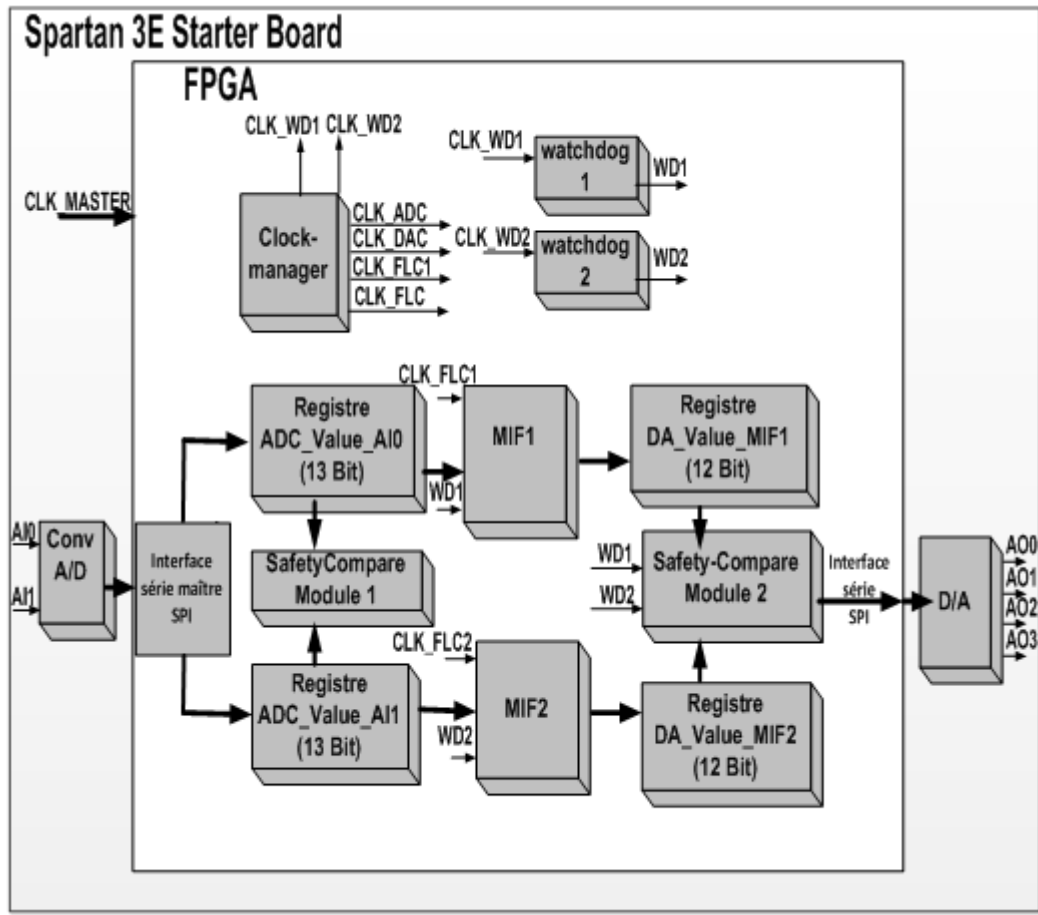 Spartan 3E Starter Board
FPGA
CLK_WD1
CLK_WD2
CLK_MASTER
Clock-
manager
CLK_ADC
CLK_DAC
CLK_FLC1
CLK_FLC
CLK_WD1
watchdog
1
WD1
CLK_WD2
watchdog
2
WD2
Registre
ADC_Value_AI0
(13 Bit)
CLK_FLC1
WD1
MIF1
Registre
DA_Value_MIF1
(12 Bit)
AI0
AI1
Conv
A/D
Interface
série maître
SPI
SafetyCompare
Module 1
WD1
WD2
Safety-Compare
Module 2
Interface
série
SPI
D/A
AO0
AO1
AO2
AO3
Registre
ADC_Value_AI1
(13 Bit)
CLK_FLC2
WD2
MIF2
Registre
DA_Value_MIF2
(12 Bit)